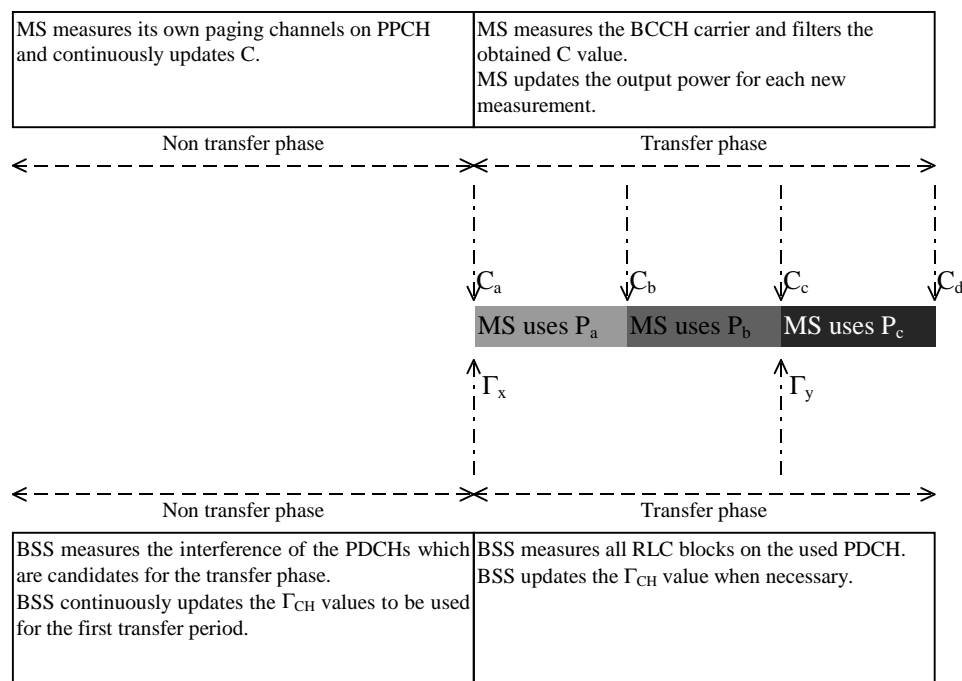 MS measures its own paging channels on PPCH
and continuously updates C.
MS measures the BCCH carrier and filters the
obtained C value.
MS updates the output power for each new
measurement.
Non transfer phase
Transfer phase
Ca
Cb
Cc
Cd
MS uses Pa
MS uses Pb
MS uses Pc
Γx
Γy
Non transfer phase
Transfer phase
BSS measures the interference of the PDCHs which
are candidates for the transfer phase.
BSS continuously updates the ΓCH values to be used
for the first transfer period.
BSS measures all RLC blocks on the used PDCH.
BSS updates the ΓCH value when necessary.